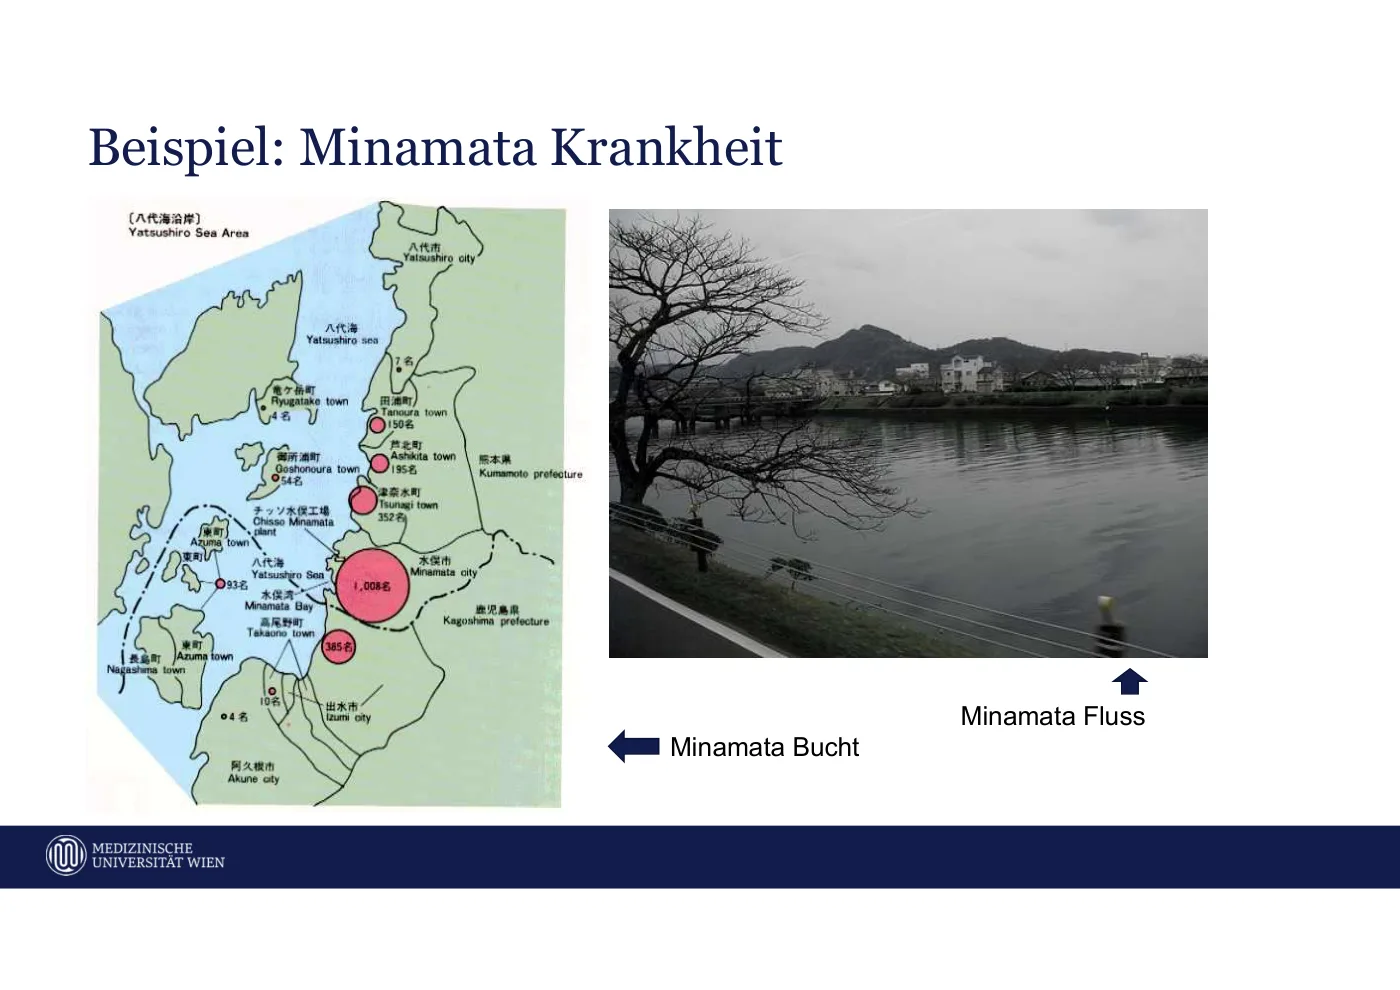 Beispiel: Minamata Krankheit
〔八代海沿岸〕
Yatsushiro Sea Area
八代市
Yatsushiro city
八代海
Yatsushiro sea
7名
竜ケ岳町
Ryugatake town
4名
田浦町
Tanoura town
150名
芦北町
Ashikita town
195名
御所浦町
Goshonoura town
54名
熊本県
Kumamoto prefecture
津奈木町
Tsunagi town
352名
チッソ水俣工場
Chisso Minamata
plant
東町
Azuma town
東町
八代海
Yatsushiro Sea
93名
水俣市
Minamata city
1,008名
水俣湾
Minamata Bay
鹿児島県
Kagoshima prefecture
高尾野町
Takaono town
385名
東町
Azuma town
長島町
Nagashima town
10名
4名
出水市
Izumi city
阿久根市
Akune city
Minamata Fluss
Minamata Bucht
MEDIZINISCHE
UNIVERSITÄT WIEN